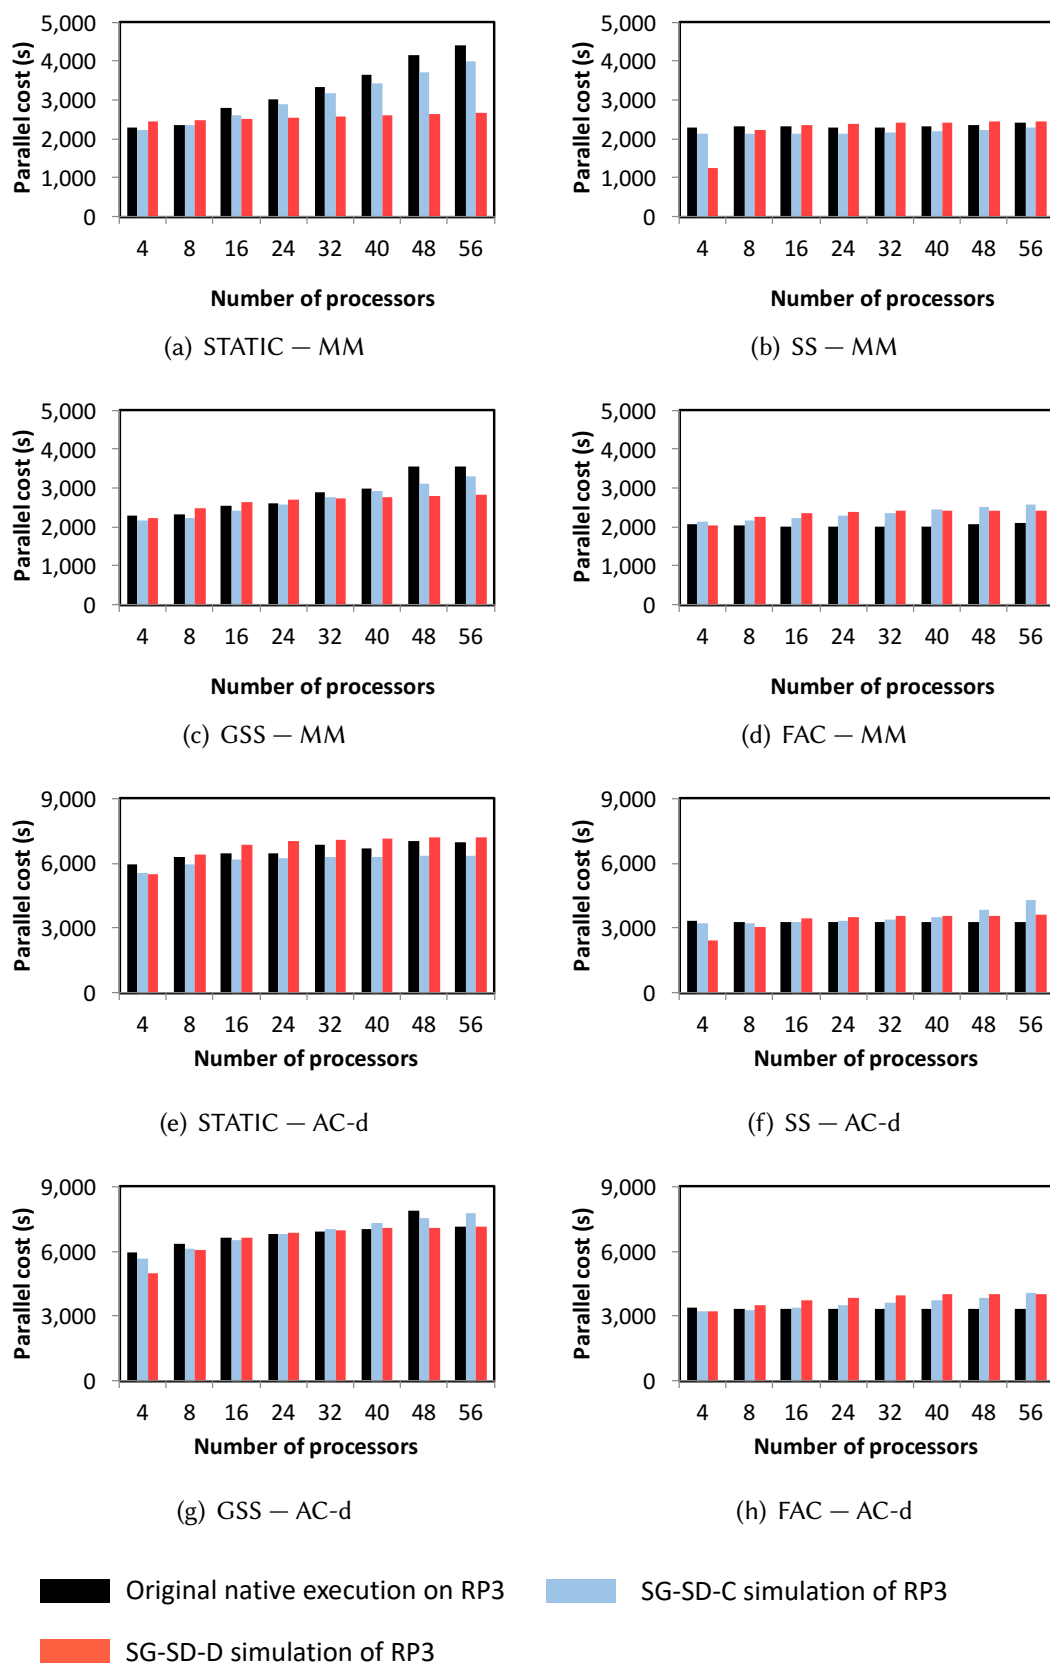 Parallel cost (s)
5,000
4,000
3,000
2,000
1,000
0
4 8 16 24 32 40 48 56
Number of processors
(a) STATIC — MM
Parallel cost (s)
5,000
4,000
3,000
2,000
1,000
0
4 8 16 24 32 40 48 56
Number of processors
(b) SS — MM
Parallel cost (s)
5,000
4,000
3,000
2,000
1,000
0
4 8 16 24 32 40 48 56
Number of processors
(c) GSS — MM
Parallel cost (s)
5,000
4,000
3,000
2,000
1,000
0
4 8 16 24 32 40 48 56
Number of processors
(d) FAC — MM
Parallel cost (s)
9,000
6,000
3,000
0
4 8 16 24 32 40 48 56
Number of processors
(e) STATIC — AC-d
Parallel cost (s)
9,000
6,000
3,000
0
4 8 16 24 32 40 48 56
Number of processors
(f) SS — AC-d
Parallel cost (s)
9,000
6,000
3,000
0
4 8 16 24 32 40 48 56
Number of processors
(g) GSS — AC-d
Parallel cost (s)
9,000
6,000
3,000
0
4 8 16 24 32 40 48 56
Number of processors
(h) FAC — AC-d
Original native execution on RP3
SG-SD-C simulation of RP3
SG-SD-D simulation of RP3